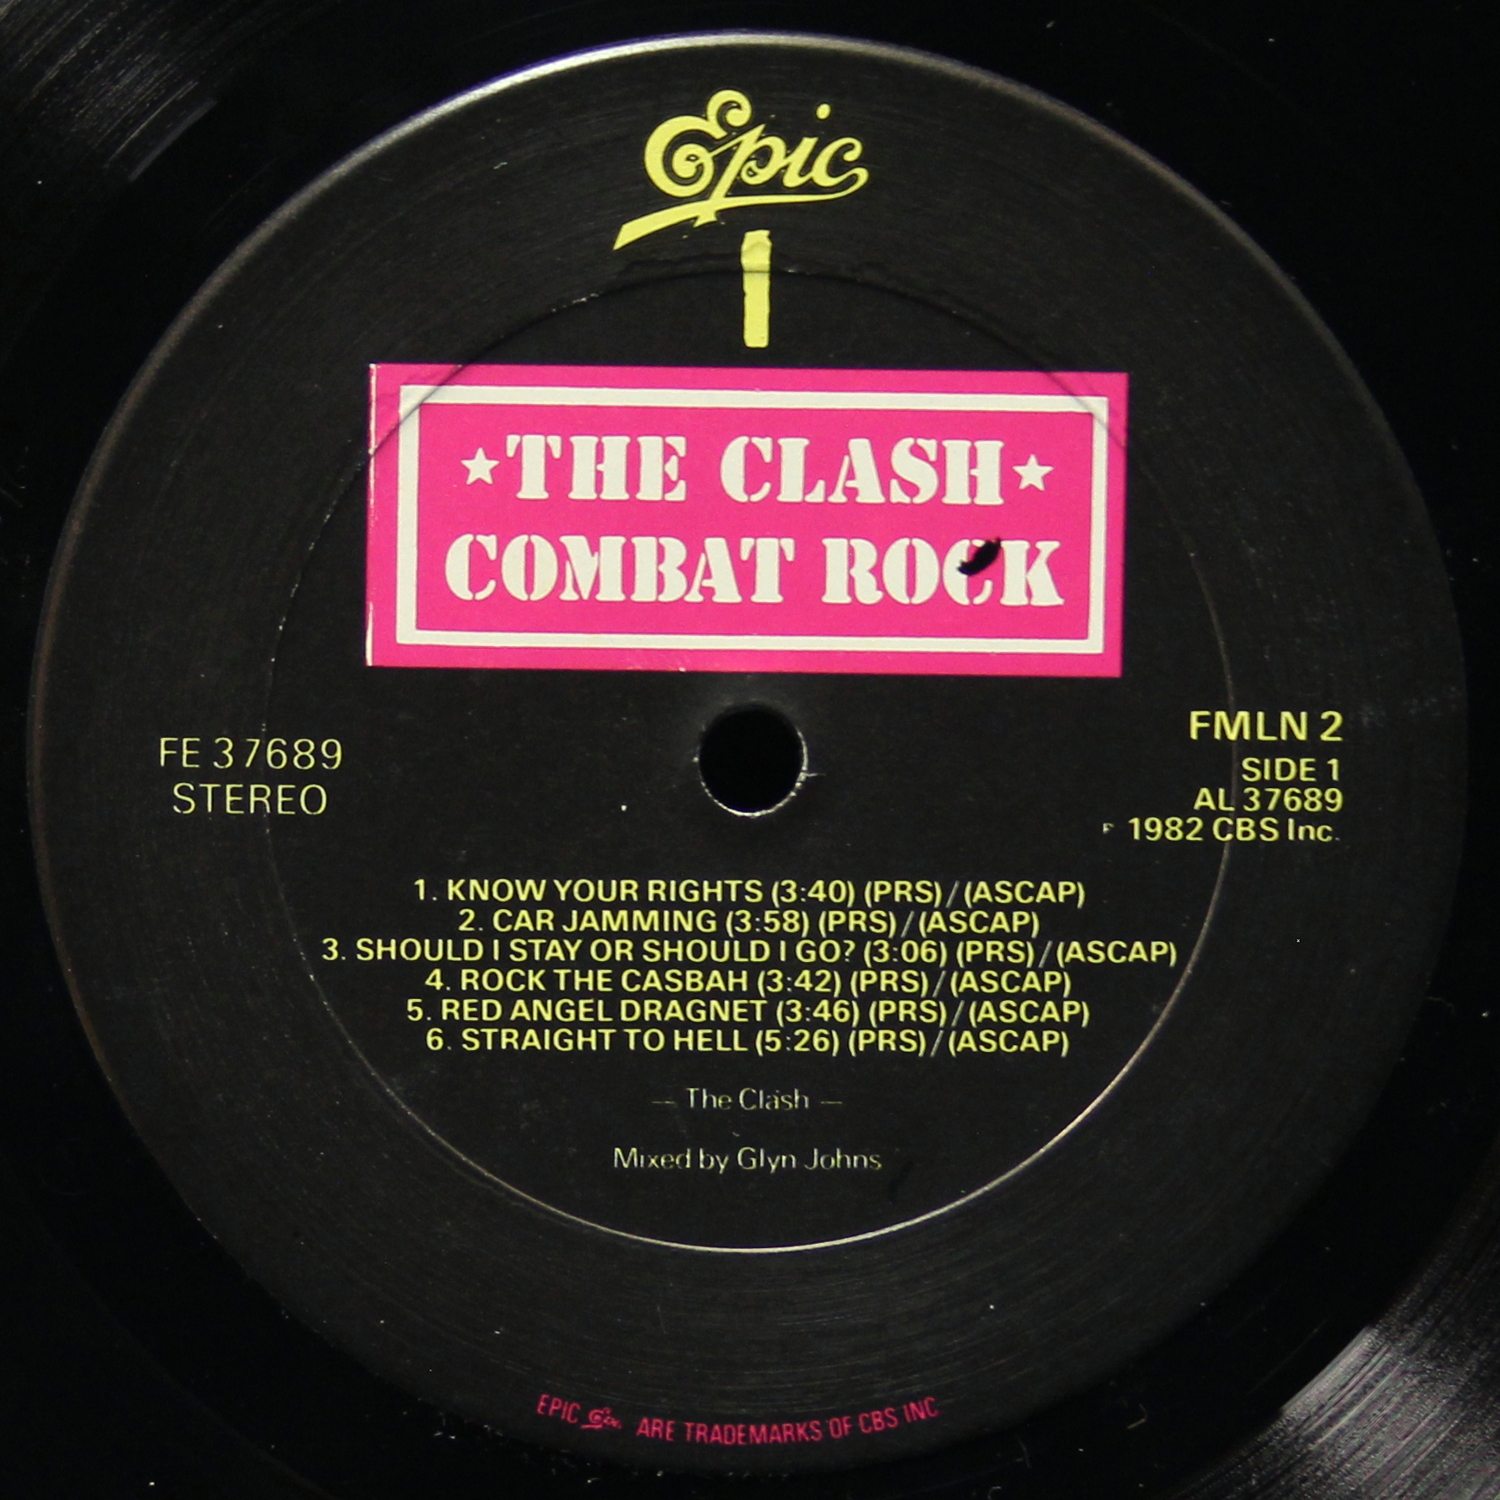 Epic
1
★THE CLASH★
COMBAT ROCK
FE 37689
STEREO
FMLN 2
SIDE 1
AL 37689
℗ 1982 CBS Inc.
1. KNOW YOUR RIGHTS (3:40) (PRS)/(ASCAP)
2. CAR JAMMING (3:58) (PRS)/(ASCAP)
3. SHOULD I STAY OR SHOULD I GO? (3:06) (PRS)/(ASCAP)
4. ROCK THE CASBAH (3:42) (PRS)/(ASCAP)
5. RED ANGEL DRAGNET (3:46) (PRS)/(ASCAP)
6. STRAIGHT TO HELL (5:26) (PRS)/(ASCAP)
— The Clash —
Mixed by Glyn Johns
EPIC Epic ARE TRADEMARKS OF CBS INC